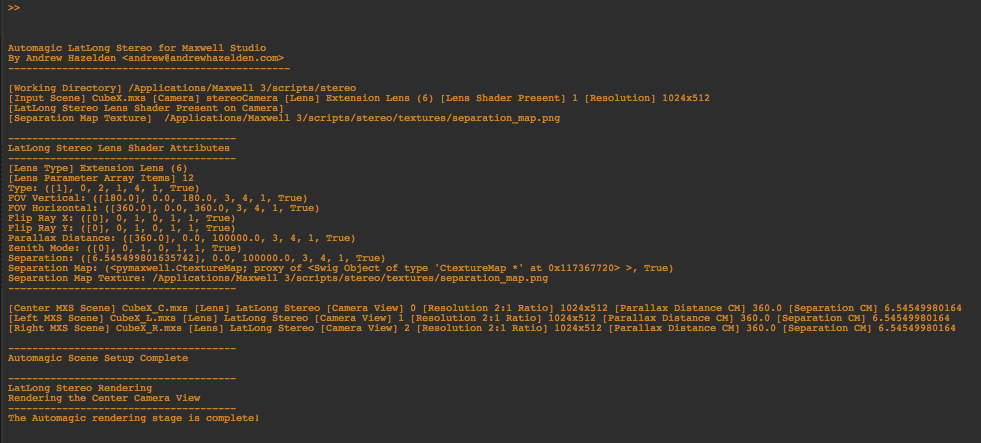 >>
Automagic LatLong Stereo for Maxwell Studio
By Andrew Hazelden <andrew@andrewhazelden.com>
-----------------------------------------------
[Working Directory] /Applications/Maxwell 3/scripts/stereo
[Input Scene] CubeX.mxs [Camera] stereoCamera [Lens] Extension Lens (6) [Lens Shader Present] 1 [Resolution] 1024x512
[LatLong Stereo Lens Shader Present on Camera]
[Separation Map Texture]  /Applications/Maxwell 3/scripts/stereo/textures/separation_map.png
--------------------------------------
LatLong Stereo Lens Shader Attributes
--------------------------------------
[Lens Type] Extension Lens (6)
[Lens Parameter Array Items] 12
Type: ([1], 0, 2, 1, 4, 1, True)
FOV Vertical: ([180.0], 0.0, 180.0, 3, 4, 1, True)
FOV Horizontal: ([360.0], 0.0, 360.0, 3, 4, 1, True)
Flip Ray X: ([0], 0, 1, 0, 1, 1, True)
Flip Ray Y: ([0], 0, 1, 0, 1, 1, True)
Parallax Distance: ([360.0], 0.0, 100000.0, 3, 4, 1, True)
Zenith Mode: ([0], 0, 1, 0, 1, 1, True)
Separation: ([6.545499801635742], 0.0, 100000.0, 3, 4, 1, True)
Separation Map: (<pymaxwell.CtextureMap; proxy of <Swig Object of type 'CtextureMap *' at 0x117367720> >, True)
Separation Map Texture: /Applications/Maxwell 3/scripts/stereo/textures/separation_map.png
--------------------------------------
[Center MXS Scene] CubeX_C.mxs [Lens] LatLong Stereo [Camera View] 0 [Resolution 2:1 Ratio] 1024x512 [Parallax Distance CM] 360.0 [Separation CM] 6.54549980164
[Left MXS Scene] CubeX_L.mxs [Lens] LatLong Stereo [Camera View] 1 [Resolution 2:1 Ratio] 1024x512 [Parallax Distance CM] 360.0 [Separation CM] 6.54549980164
[Right MXS Scene] CubeX_R.mxs [Lens] LatLong Stereo [Camera View] 2 [Resolution 2:1 Ratio] 1024x512 [Parallax Distance CM] 360.0 [Separation CM] 6.54549980164
--------------------------------------
Automagic Scene Setup Complete
--------------------------------------
LatLong Stereo Rendering
Rendering the Center Camera View
--------------------------------------
The Automagic rendering stage is complete!